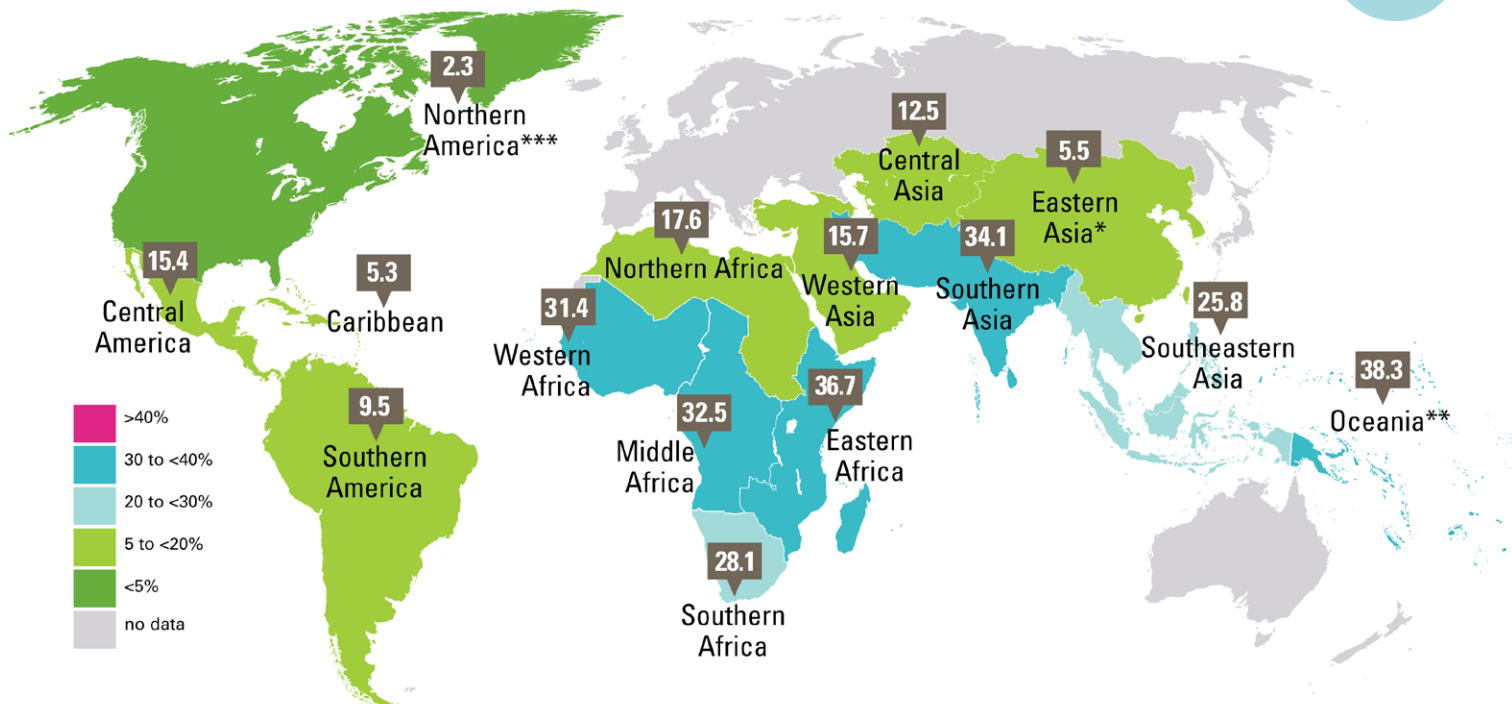 2.3
Northern
America***
12.5
Central
Asia
5.5
Eastern
Asia*
17.6
Northern Africa
15.7
Western
Asia
34.1
Southern
Asia
15.4
Central
America
5.3
Caribbean
31.4
Western
Africa
25.8
Southeastern
Asia
38.3
Oceania**
9.5
Southern
America
32.5
Middle
Africa
36.7
Eastern
Africa
28.1
Southern
Africa
>40%
30 to <40%
20 to <30%
5 to <20%
<5%
no data